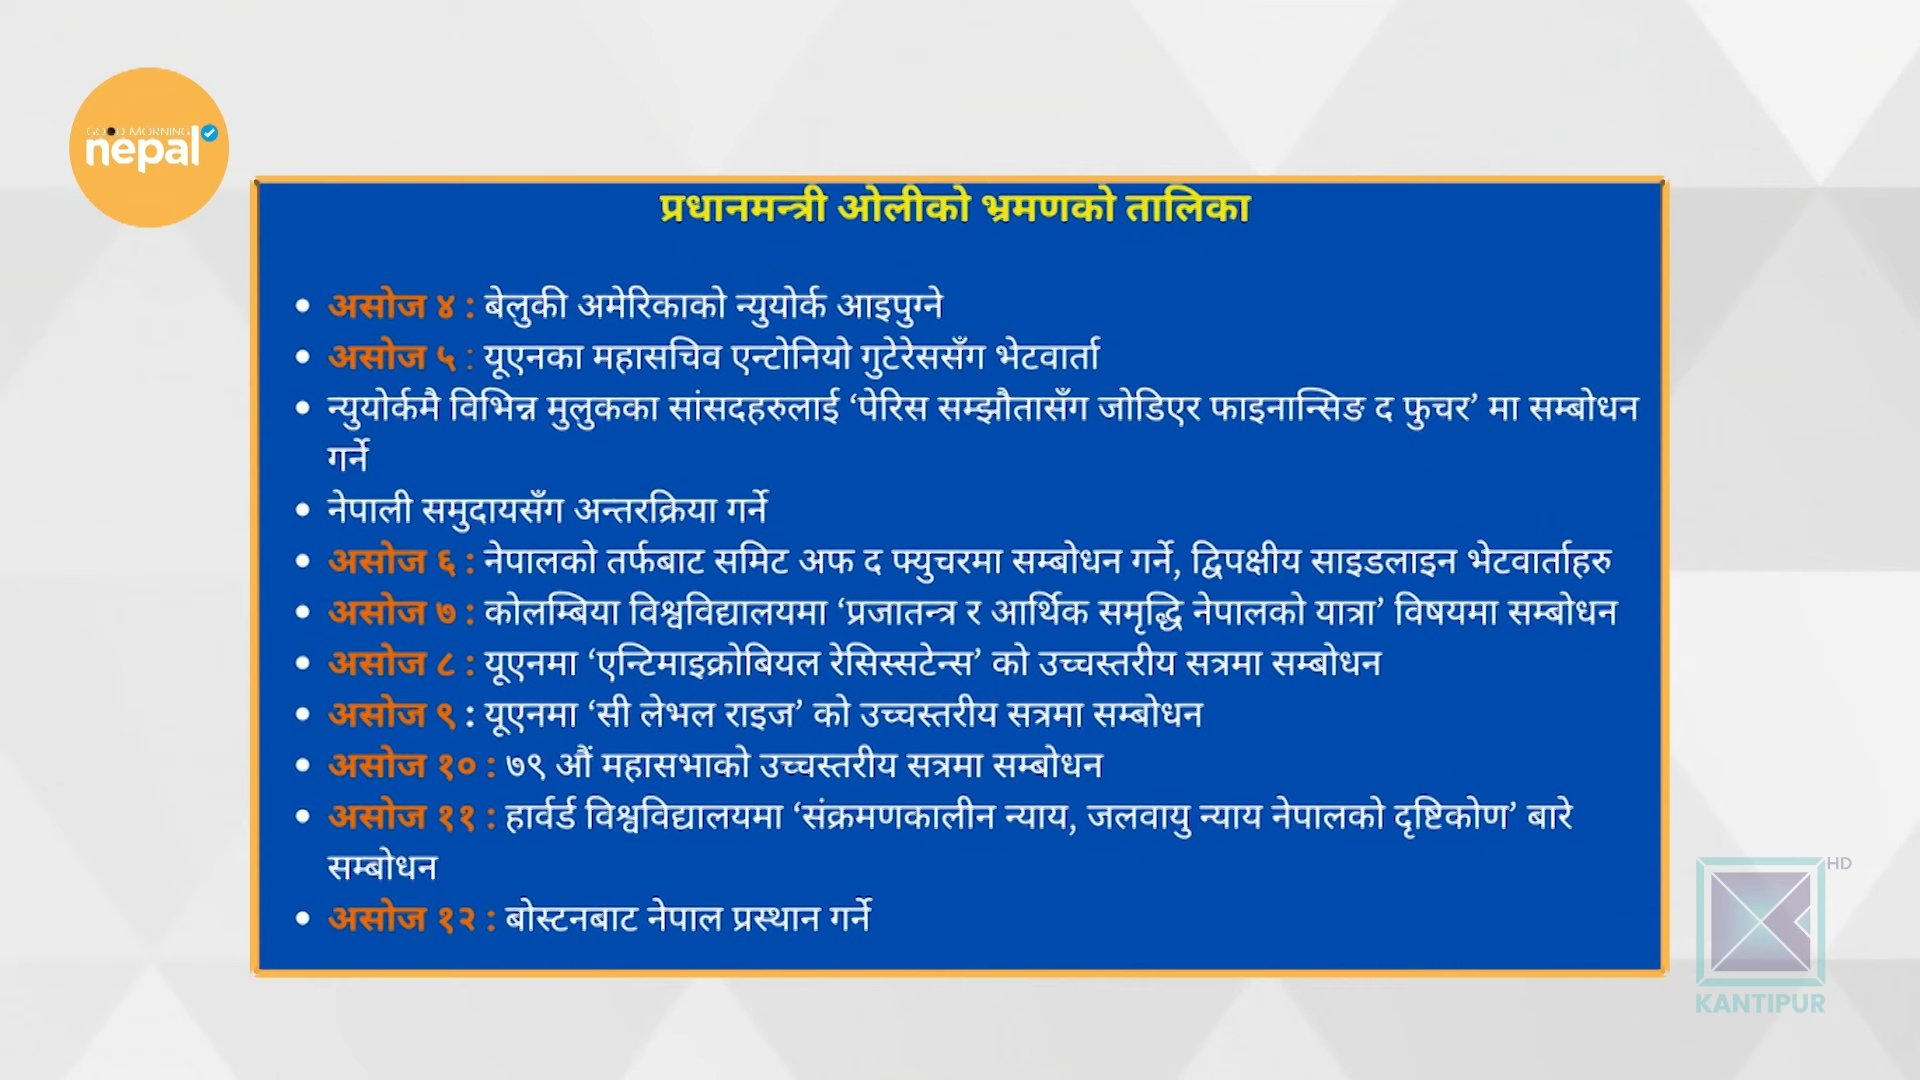 GOOD MORNING
nepal
प्रधानमन्त्री ओलीको भ्रमणको तालिका
• असोज ४ : बेलुकी अमेरिकाको न्युयोर्क आइपुग्ने
• असोज ५ : यूएनका महासचिव एन्टोनियो गुटेरेससँग भेटवार्ता
• न्युयोर्कमै विभिन्न मुलुकका सांसदहरुलाई ‘पेरिस सम्झौतासँग जोडिएर फाइनान्सिङ द फुचर’ मा सम्बोधन
गर्ने
• नेपाली समुदायसँग अन्तरक्रिया गर्ने
• असोज ६ : नेपालको तर्फबाट समिट अफ द फ्युचरमा सम्बोधन गर्ने, द्विपक्षीय साइडलाइन भेटवार्ताहरु
• असोज ७ : कोलम्बिया विश्वविद्यालयमा ‘प्रजातन्त्र र आर्थिक समृद्धि नेपालको यात्रा’ विषयमा सम्बोधन
• असोज ८ : यूएनमा ‘एन्टिमाइक्रोबियल रेसिस्सटेन्स’ को उच्चस्तरीय सत्रमा सम्बोधन
• असोज ९ : यूएनमा ‘सी लेभल राइज’ को उच्चस्तरीय सत्रमा सम्बोधन
• असोज १० : ७९ औं महासभाको उच्चस्तरीय सत्रमा सम्बोधन
• असोज ११ : हार्वर्ड विश्वविद्यालयमा ‘संक्रमणकालीन न्याय, जलवायु न्याय नेपालको दृष्टिकोण’ बारे
सम्बोधन
• असोज १२ : बोस्टनबाट नेपाल प्रस्थान गर्ने
HD
KANTIPUR